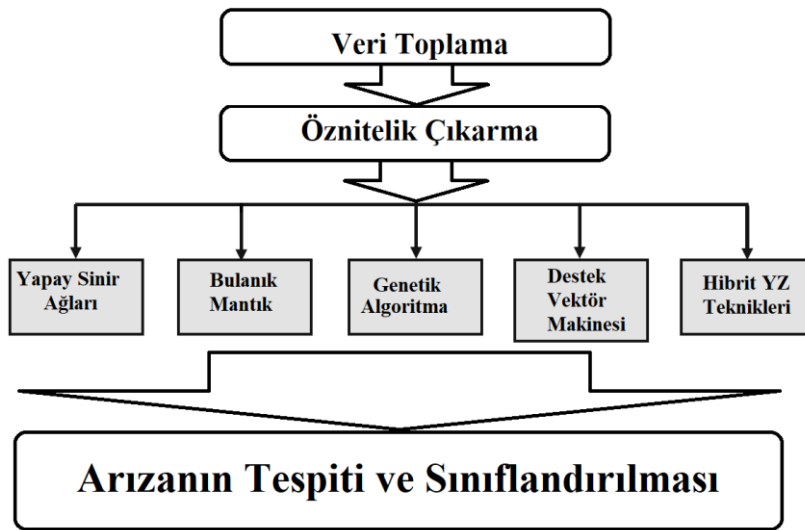 Veri Toplama
Öznitelik Çıkarma
Yapay Sinir
Ağları
Bulanık
Mantık
Genetik
Algoritma
Destek
Vektör
Makinesi
Hibrit YZ
Teknikleri
Arızanın Tespiti ve Sınıflandırılması